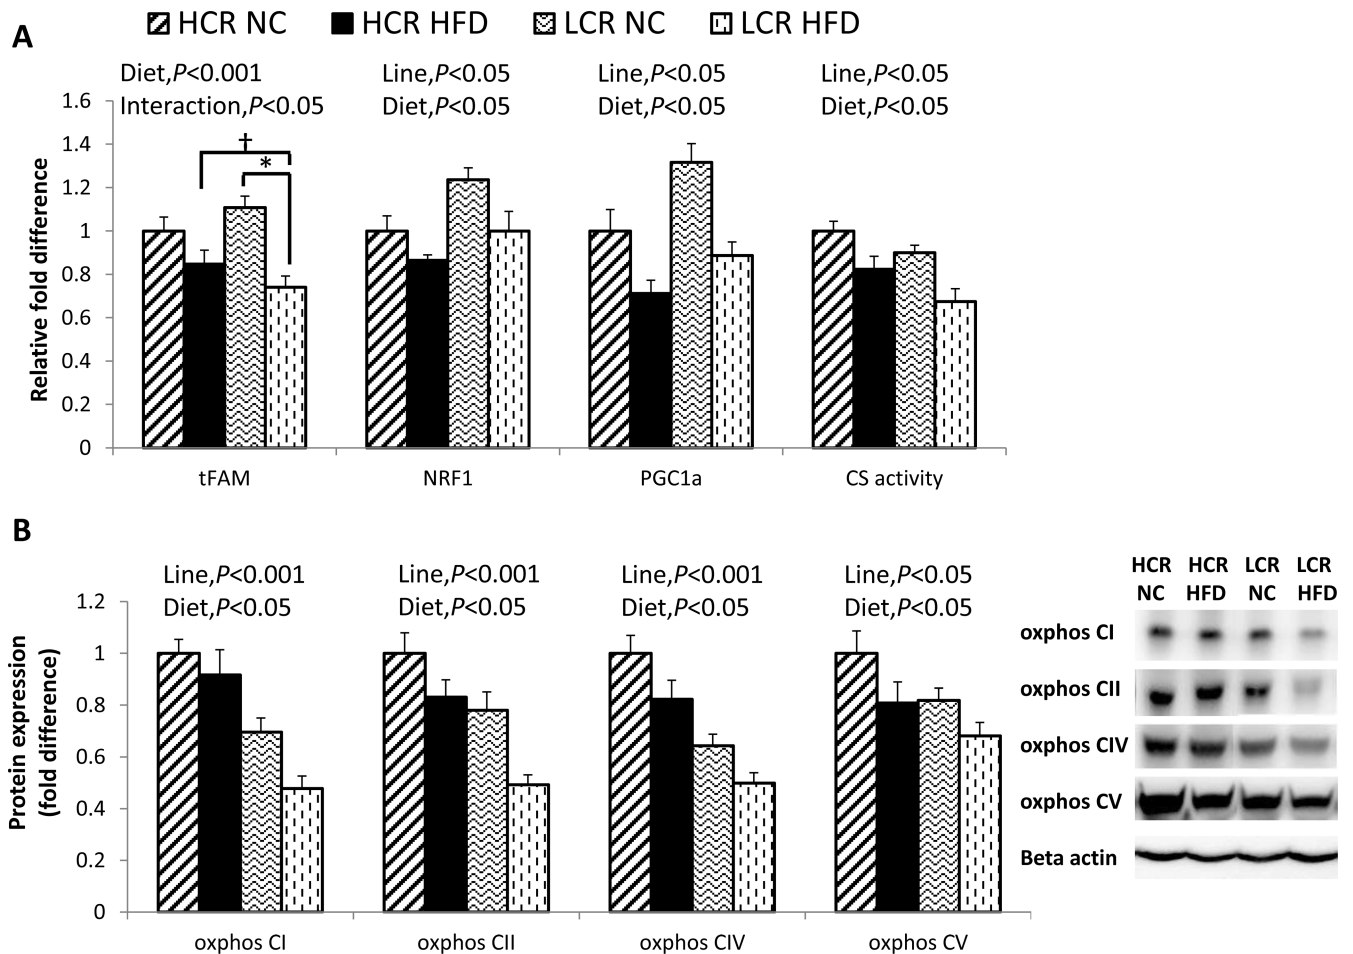 A
HCR NC HCR HFD LCR NC LCR HFD
Diet,P<0.001 Line,P<0.05 Line,P<0.05 Line,P<0.05
Interaction,P<0.05 Diet,P<0.05 Diet,P<0.05 Diet,P<0.05
Relative fold difference
1.6
1.4
1.2
1
0.8
0.6
0.4
0.2
0
†
*
tFAM NRF1 PGC1a CS activity
B
Line,P<0.001 Line,P<0.001 Line,P<0.001 Line,P<0.05
Diet,P<0.05 Diet,P<0.05 Diet,P<0.05 Diet,P<0.05
Protein expression
(fold difference)
1.2
1
0.8
0.6
0.4
0.2
0
oxphos CI oxphos CII oxphos CIV oxphos CV
HCR HCR LCR LCR
NC HFD NC HFD
oxphos CI
oxphos CII
oxphos CIV
oxphos CV
Beta actin